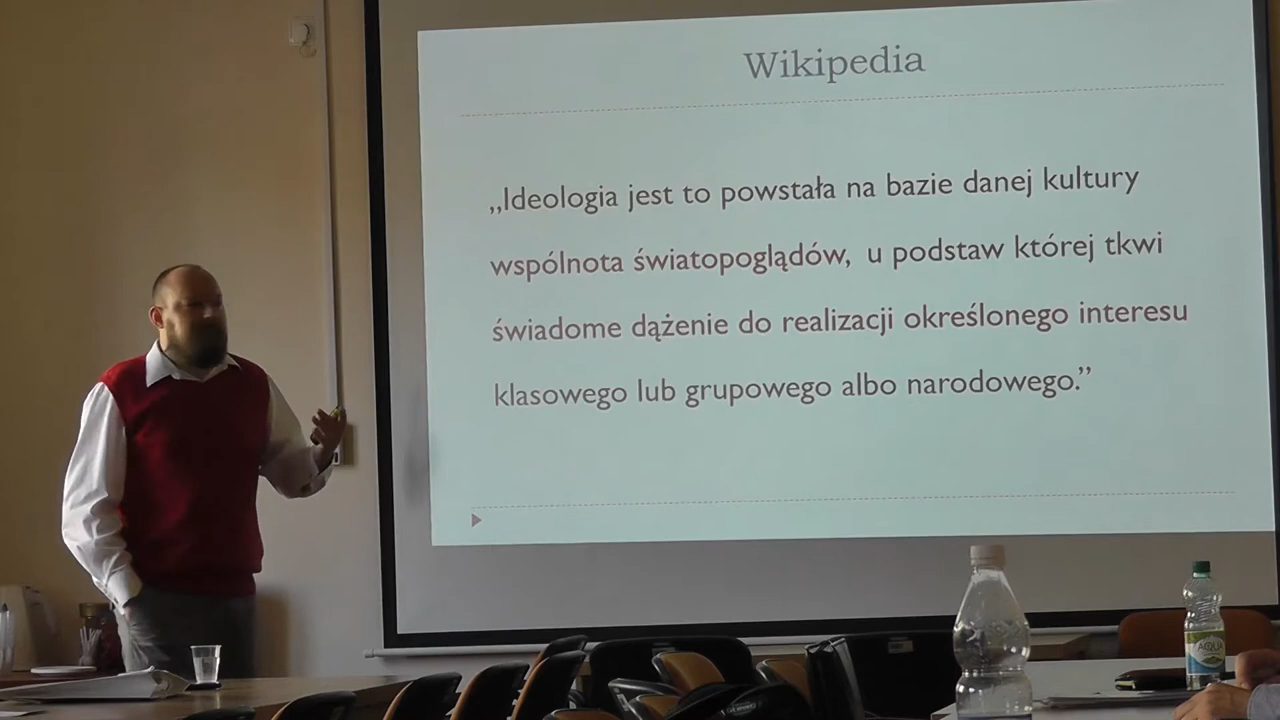 Wikipedia
„Ideologia jest to powstała na bazie danej kultury
wspólnota światopoglądów, u podstaw której tkwi
świadome dążenie do realizacji określonego interesu
klasowego lub grupowego albo narodowego.”
AQUA